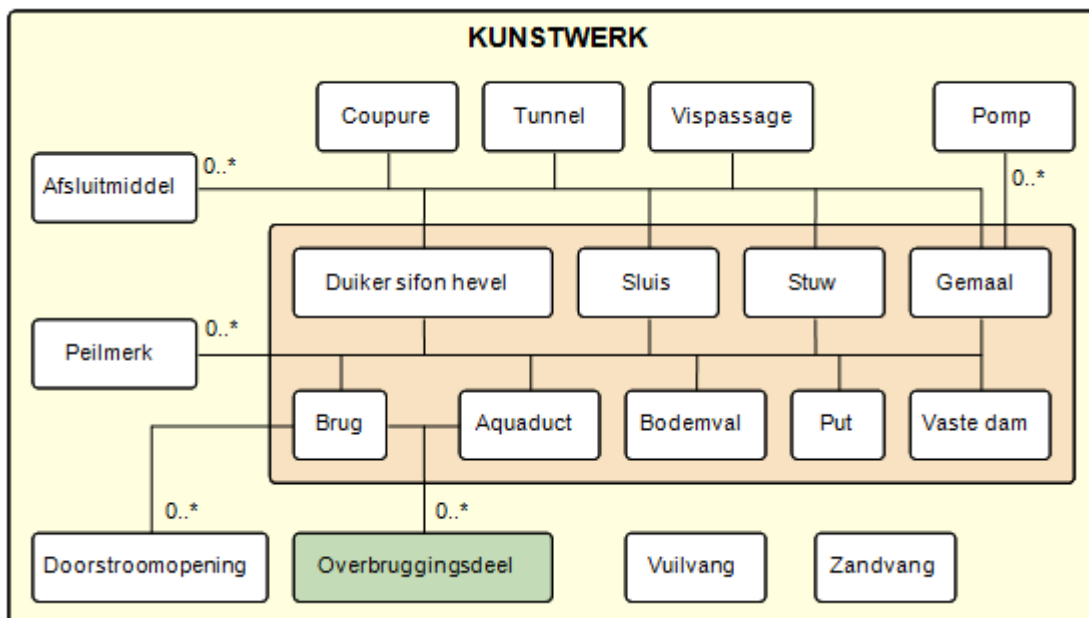 KUNSTWERK
Coupure
Tunnel
Vispassage
Pomp
Afsluitmiddel
0..*
0..*
Duiker sifon hevel
Sluis
Stuw
Gemaal
Peilmerk
0..*
Brug
Aquaduct
Bodemval
Put
Vaste dam
0..*
0..*
Doorstroomopening
Overbruggingsdeel
Vuilvang
Zandvang